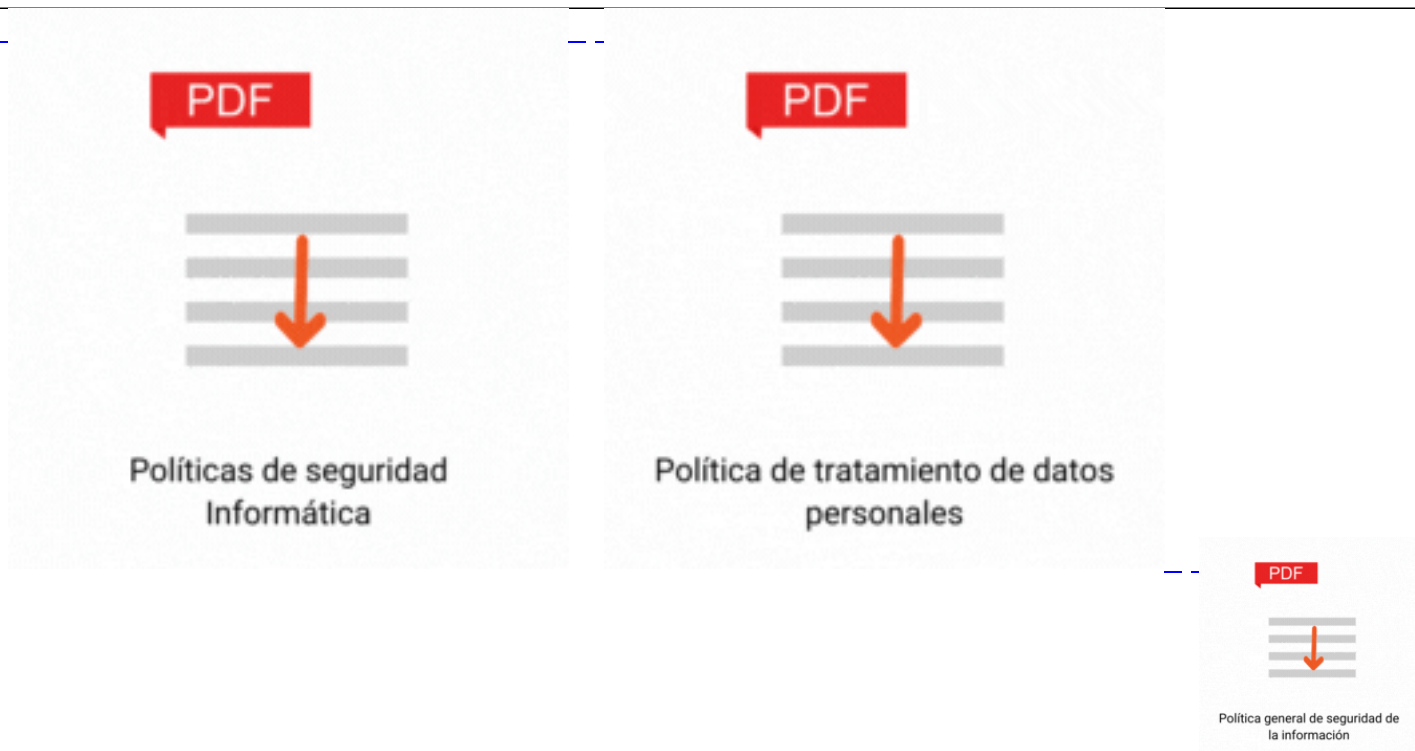 PDF
Políticas de seguridad
Informática
PDF
Política de tratamiento de datos
personales
PDF
Política general de seguridad de
la información